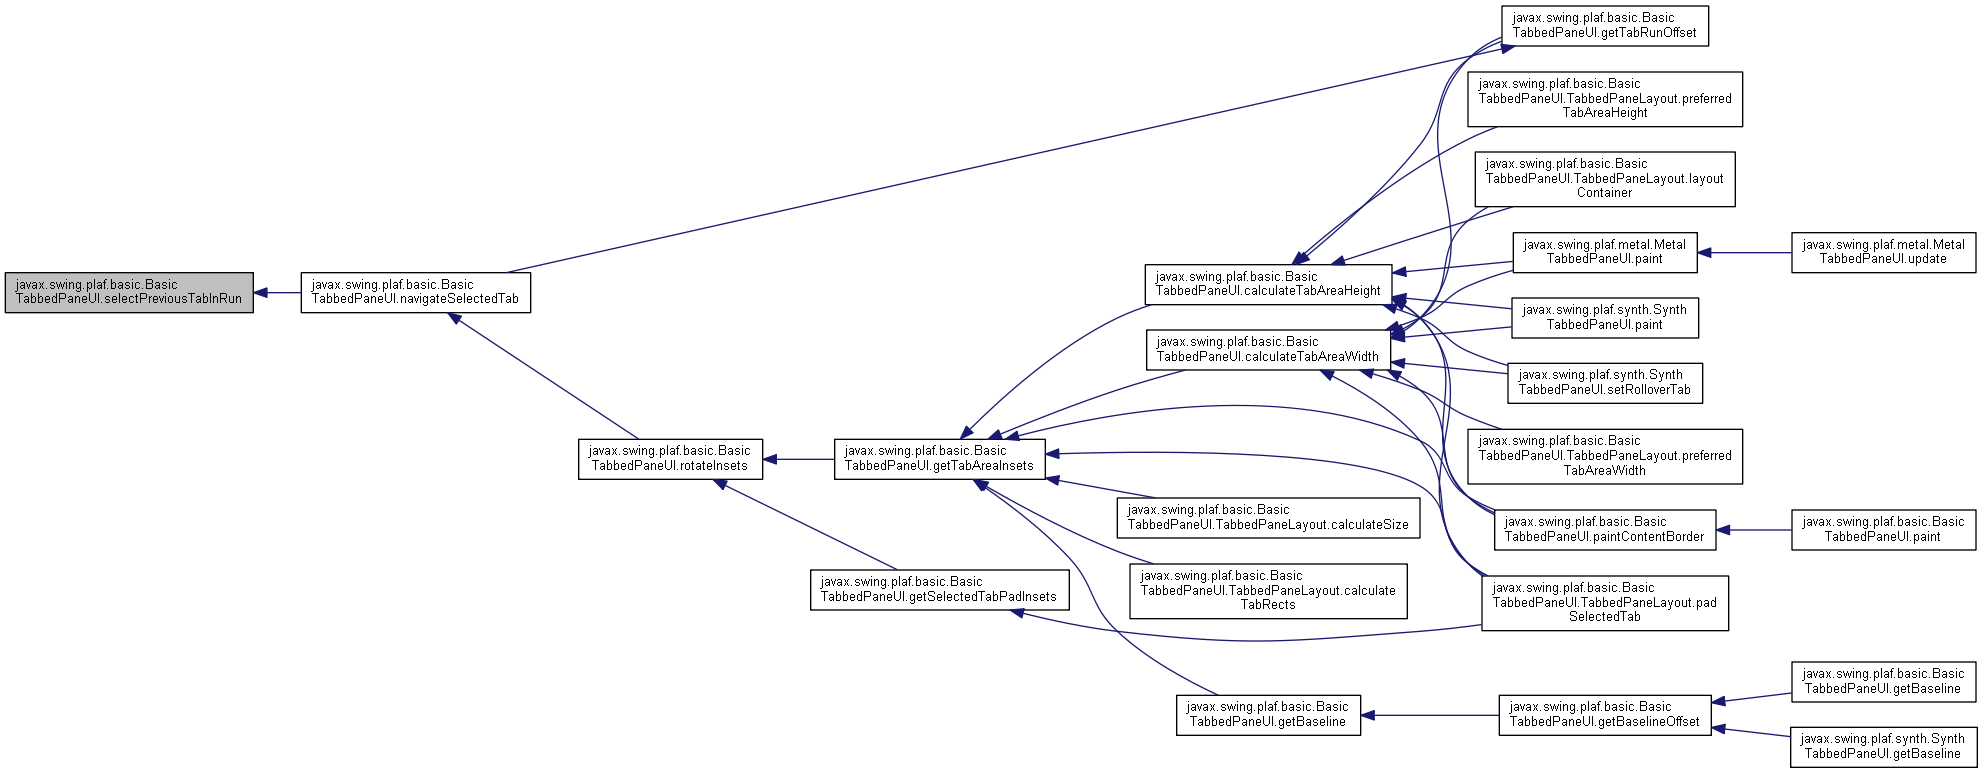 javax.swing.plaf.basic.Basic
TabbedPaneUI.selectPreviousTabInRun
javax.swing.plaf.basic.Basic
TabbedPaneUI.navigateSelectedTab
javax.swing.plaf.basic.Basic
TabbedPaneUI.rotateInsets
javax.swing.plaf.basic.Basic
TabbedPaneUI.getTabAreaInsets
javax.swing.plaf.basic.Basic
TabbedPaneUI.getSelectedTabPadInsets
javax.swing.plaf.basic.Basic
TabbedPaneUI.calculateTabAreaHeight
javax.swing.plaf.basic.Basic
TabbedPaneUI.calculateTabAreaWidth
javax.swing.plaf.basic.Basic
TabbedPaneUI.TabbedPaneLayout.calculateSize
javax.swing.plaf.basic.Basic
TabbedPaneUI.TabbedPaneLayout.calculate
TabRects
javax.swing.plaf.basic.Basic
TabbedPaneUI.getBaseline
javax.swing.plaf.basic.Basic
TabbedPaneUI.getTabRunOffset
javax.swing.plaf.basic.Basic
TabbedPaneUI.TabbedPaneLayout.preferred
TabAreaHeight
javax.swing.plaf.basic.Basic
TabbedPaneUI.TabbedPaneLayout.layout
Container
javax.swing.plaf.metal.Metal
TabbedPaneUI.paint
javax.swing.plaf.synth.Synth
TabbedPaneUI.paint
javax.swing.plaf.synth.Synth
TabbedPaneUI.setRolloverTab
javax.swing.plaf.basic.Basic
TabbedPaneUI.TabbedPaneLayout.preferred
TabAreaWidth
javax.swing.plaf.basic.Basic
TabbedPaneUI.paintContentBorder
javax.swing.plaf.basic.Basic
TabbedPaneUI.TabbedPaneLayout.pad
SelectedTab
javax.swing.plaf.basic.Basic
TabbedPaneUI.getBaselineOffset
javax.swing.plaf.metal.Metal
TabbedPaneUI.update
javax.swing.plaf.basic.Basic
TabbedPaneUI.paint
javax.swing.plaf.basic.Basic
TabbedPaneUI.getBaseline
javax.swing.plaf.synth.Synth
TabbedPaneUI.getBaseline